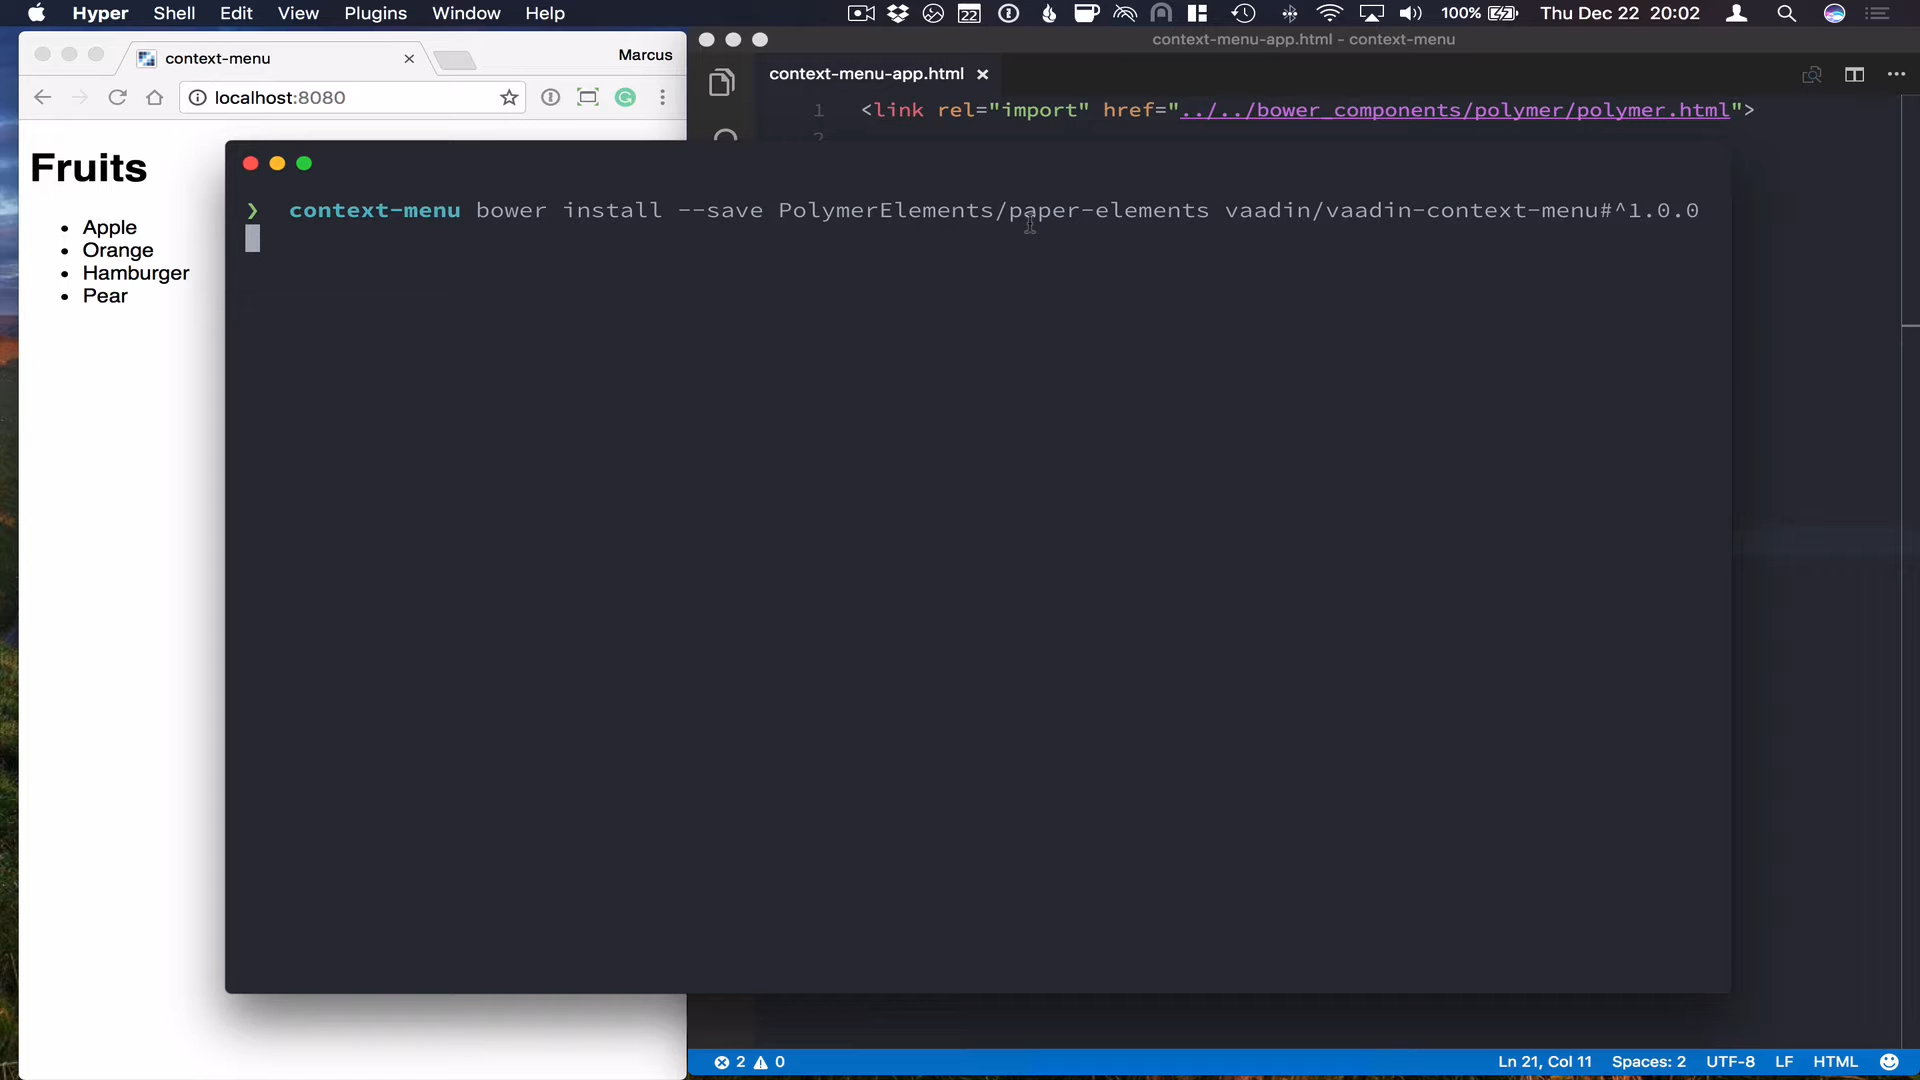 Hyper Shell Edit View Plugins Window Help
22 100% Thu Dec 22 20:02
context-menu
Marcus
localhost:8080
Fruits
Apple
Orange
Hamburger
Pear
context-menu-app.html - context-menu
context-menu-app.html
1 <link rel="import" href="../../bower_components/polymer/polymer.html">
2
❯ context-menu bower install --save PolymerElements/paper-elements vaadin/vaadin-context-menu#^1.0.0
2 0
Ln 21, Col 11 Spaces: 2 UTF-8 LF HTML